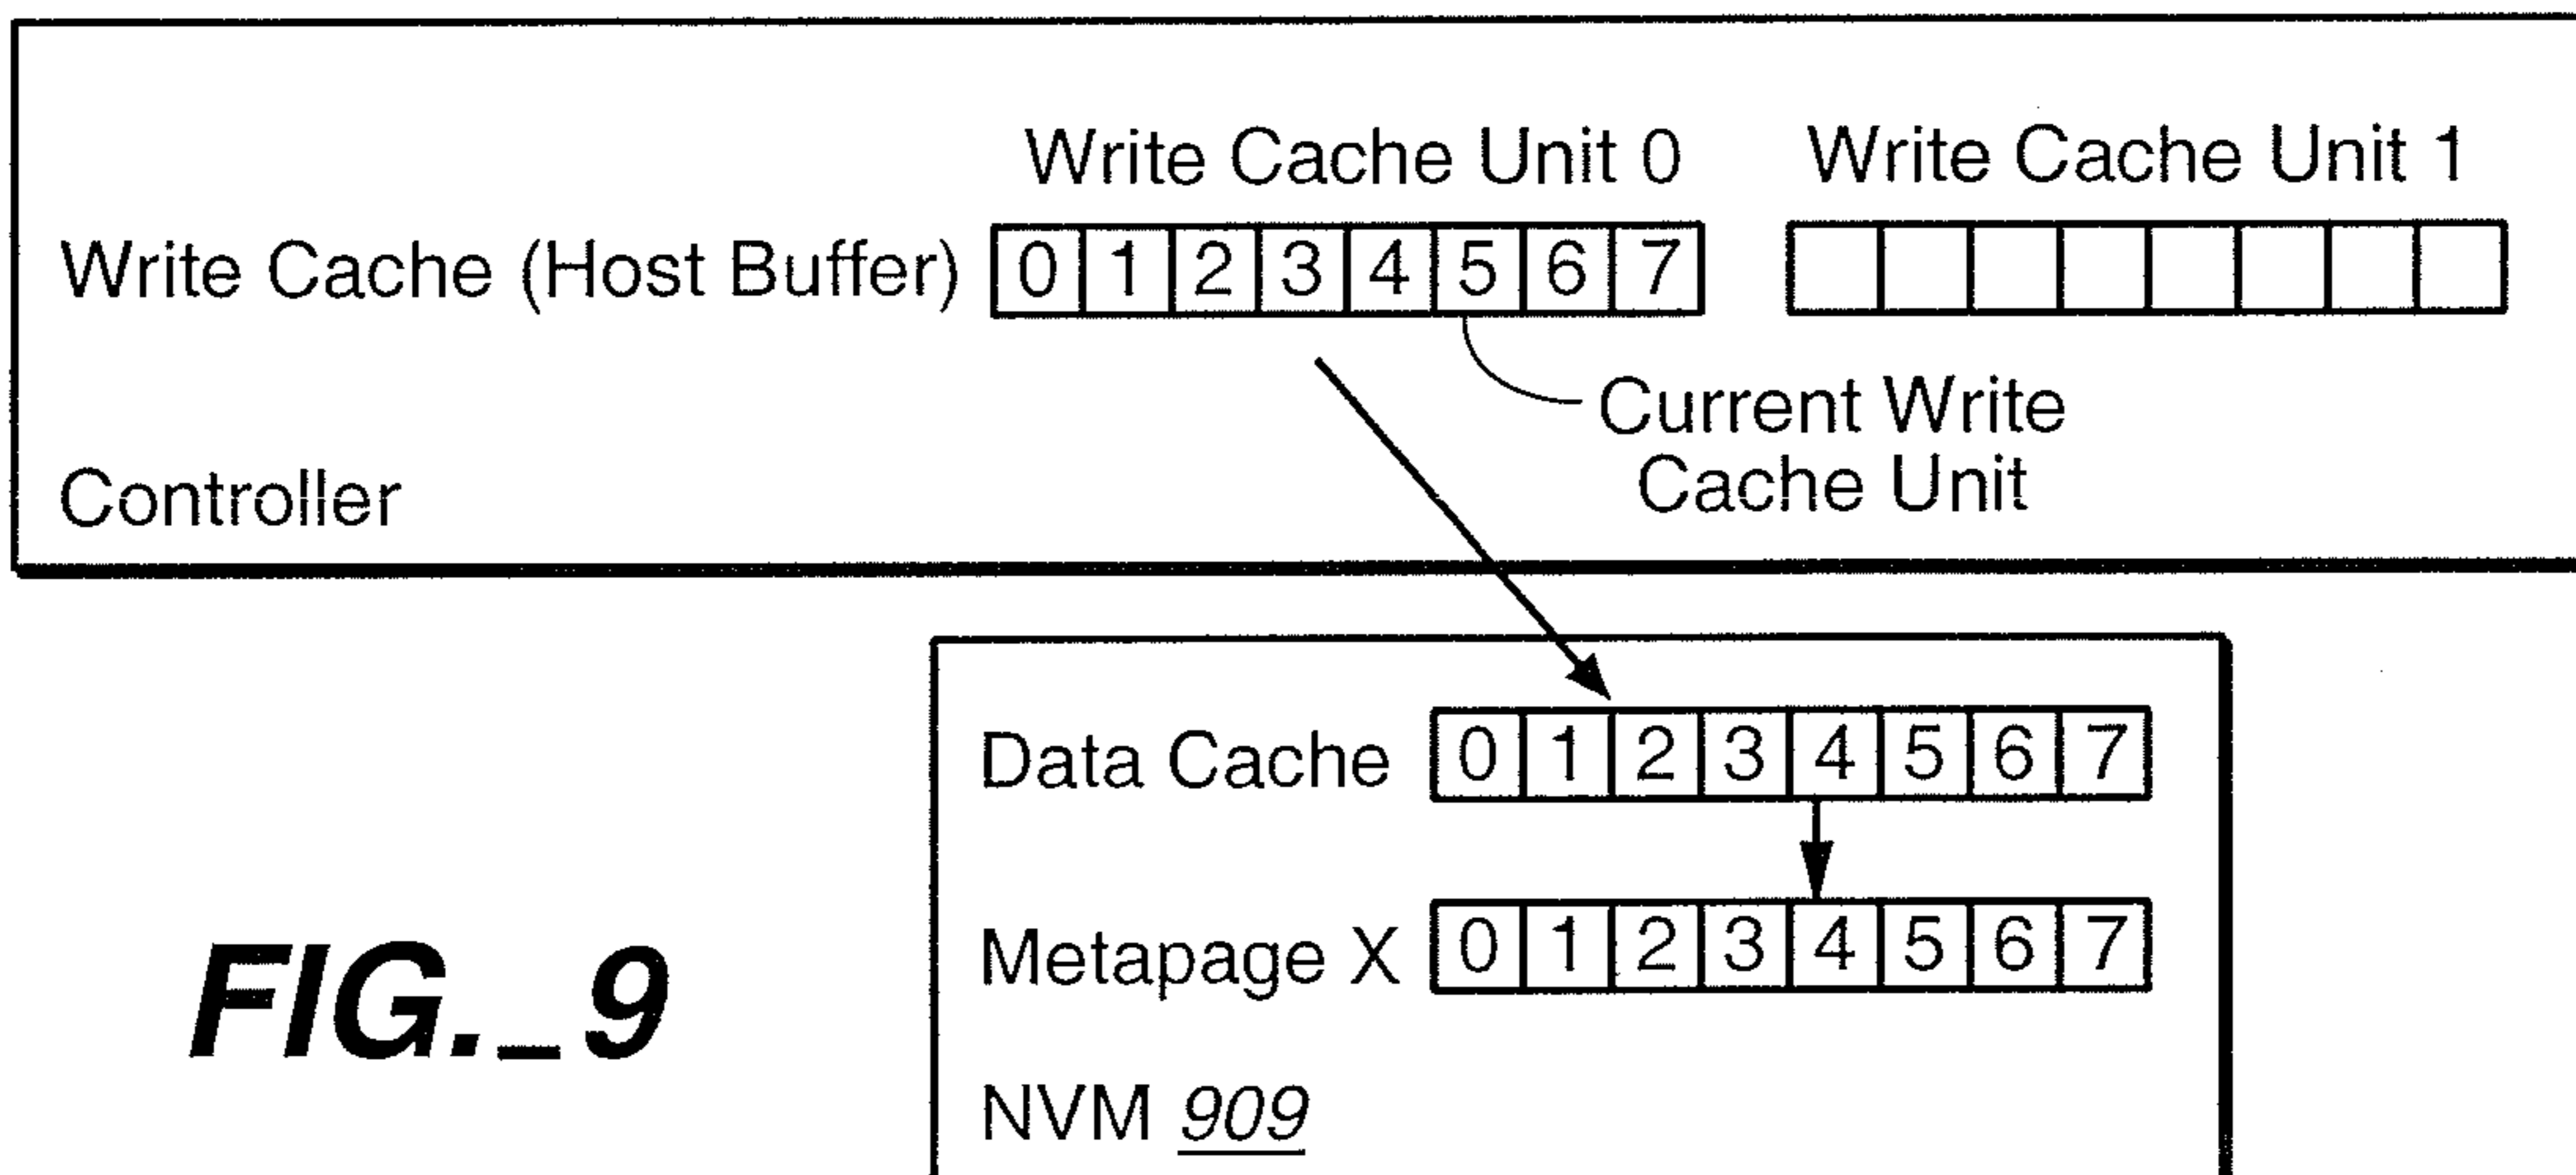 Write Cache Unit 0 Write Cache Unit 1
Write Cache (Host Buffer) 0 1 2 3 4 5 6 7
Current Write
Cache Unit
Controller
Data Cache 0 1 2 3 4 5 6 7
Metapage X 0 1 2 3 4 5 6 7
FIG._9
NVM 909